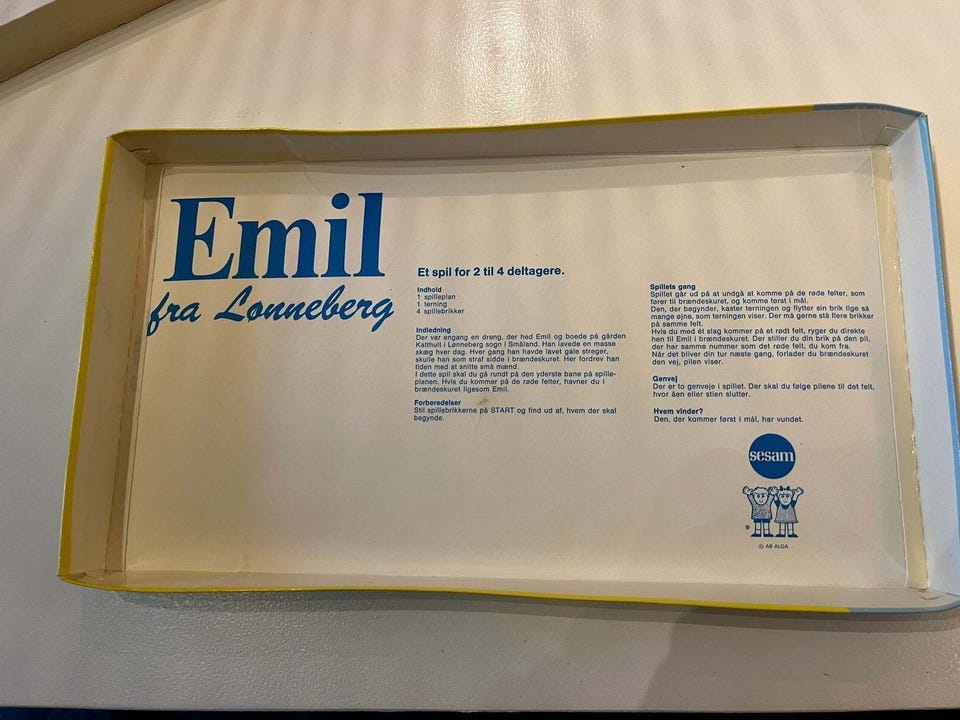 Emil
fra Lønneberg
Et spil for 2 til 4 deltagere.
Indhold
1 spilleplan
1 terning
4 spillebrikker
Indledning
Der var engang en dreng, der hed Emil og boede på gården
Katthult i Lønneberg sogn i Småland. Han lavede en masse
skæg hver dag. Hver gang han havde lavet gale streger,
skulle han som straf sidde i brændeskuret. Her fordrev han
tiden med at snitte små mænd.
I dette spil skal du gå rundt på den yderste bane på spille-
planen. Hvis du kommer på de røde felter, havner du i
brændeskuret ligesom Emil.
Forberedelser
Stil spillebrikkerne på START og find ud af, hvem der skal
begynde.
Spillets gang
Spillet går ud på at undgå at komme på de røde felter, som
fører til brændeskuret, og komme først i mål.
Den, der begynder, kaster terningen og flytter sin brik lige så
mange øjne, som terningen viser. Der må gerne stå flere brikker
på samme felt.
Hvis du med ét slag kommer på et rødt felt, ryger du direkte
hen til Emil i brændeskuret. Der stiller du din brik på den pil,
der har samme nummer som det røde felt, du kom fra.
Når det bliver din tur næste gang, forlader du brændeskuret
den vej, pilen viser.
Genvej
Der er to genveje i spillet. Der skal du følge pilene til det felt,
hvor åen eller stien slutter.
Hvem vinder?
Den, der kommer først i mål, har vundet.
sesam
®
© AB ALGA